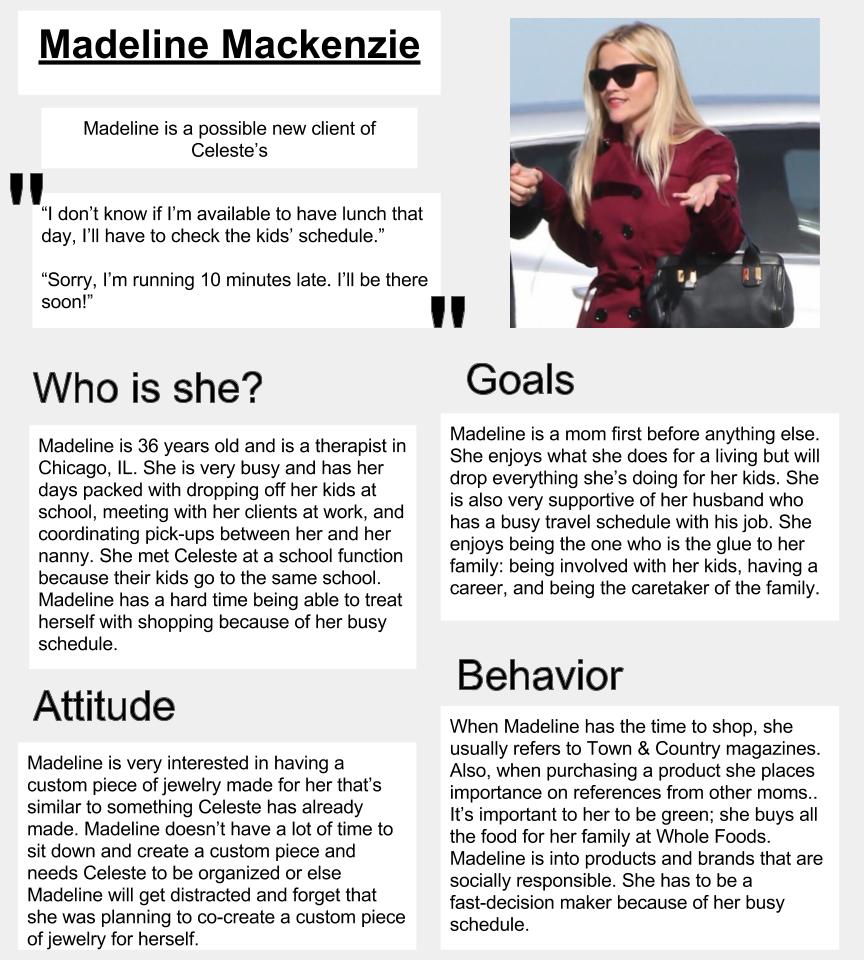 Madeline Mackenzie
Madeline is a possible new client of
Celeste's
"
“I don’t know if I’m available to have lunch that
day, I’ll have to check the kids’ schedule.”
“Sorry, I’m running 10 minutes late. I’ll be there
soon!”
"
Who is she?
Madeline is 36 years old and is a therapist in
Chicago, IL. She is very busy and has her
days packed with dropping off her kids at
school, meeting with her clients at work, and
coordinating pick-ups between her and her
nanny. She met Celeste at a school function
because their kids go to the same school.
Madeline has a hard time being able to treat
herself with shopping because of her busy
schedule.
Goals
Madeline is a mom first before anything else.
She enjoys what she does for a living but will
drop everything she’s doing for her kids. She
is also very supportive of her husband who
has a busy travel schedule with his job. She
enjoys being the one who is the glue to her
family: being involved with her kids, having a
career, and being the caretaker of the family.
Attitude
Madeline is very interested in having a
custom piece of jewelry made for her that’s
similar to something Celeste has already
made. Madeline doesn’t have a lot of time to
sit down and create a custom piece and
needs Celeste to be organized or else
Madeline will get distracted and forget that
she was planning to co-create a custom piece
of jewelry for herself.
Behavior
When Madeline has the time to shop, she
usually refers to Town & Country magazines.
Also, when purchasing a product she places
importance on references from other moms..
It’s important to her to be green; she buys all
the food for her family at Whole Foods.
Madeline is into products and brands that are
socially responsible. She has to be a
fast-decision maker because of her busy
schedule.